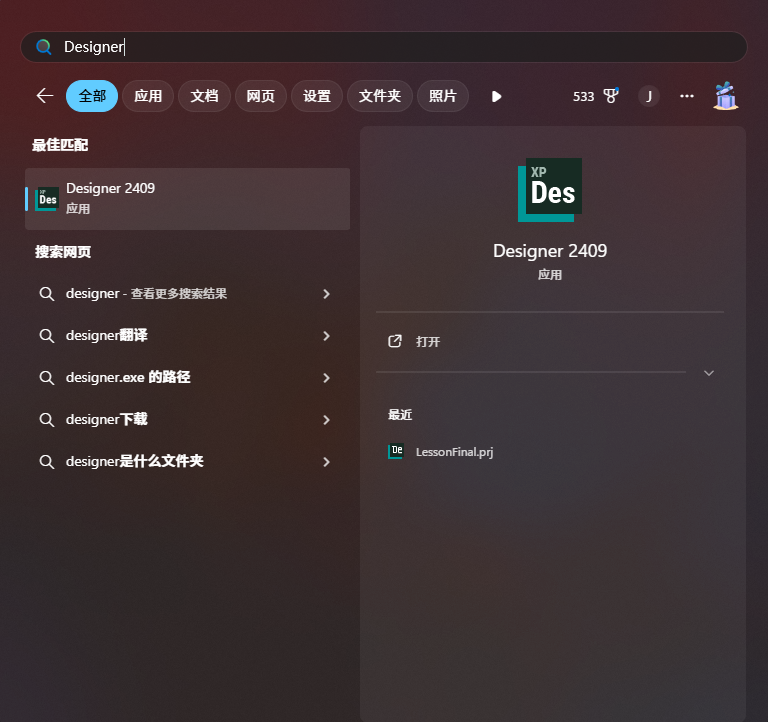 Designer
全部 应用 文档 网页 设置 文件夹 照片 533 J
最佳匹配
XP Des Designer 2409
应用
搜索网页
designer - 查看更多搜索结果
designer翻译
designer.exe 的路径
designer下载
designer是什么文件夹
XP
Des
Designer 2409
应用
打开
最近
De LessonFinal.prj